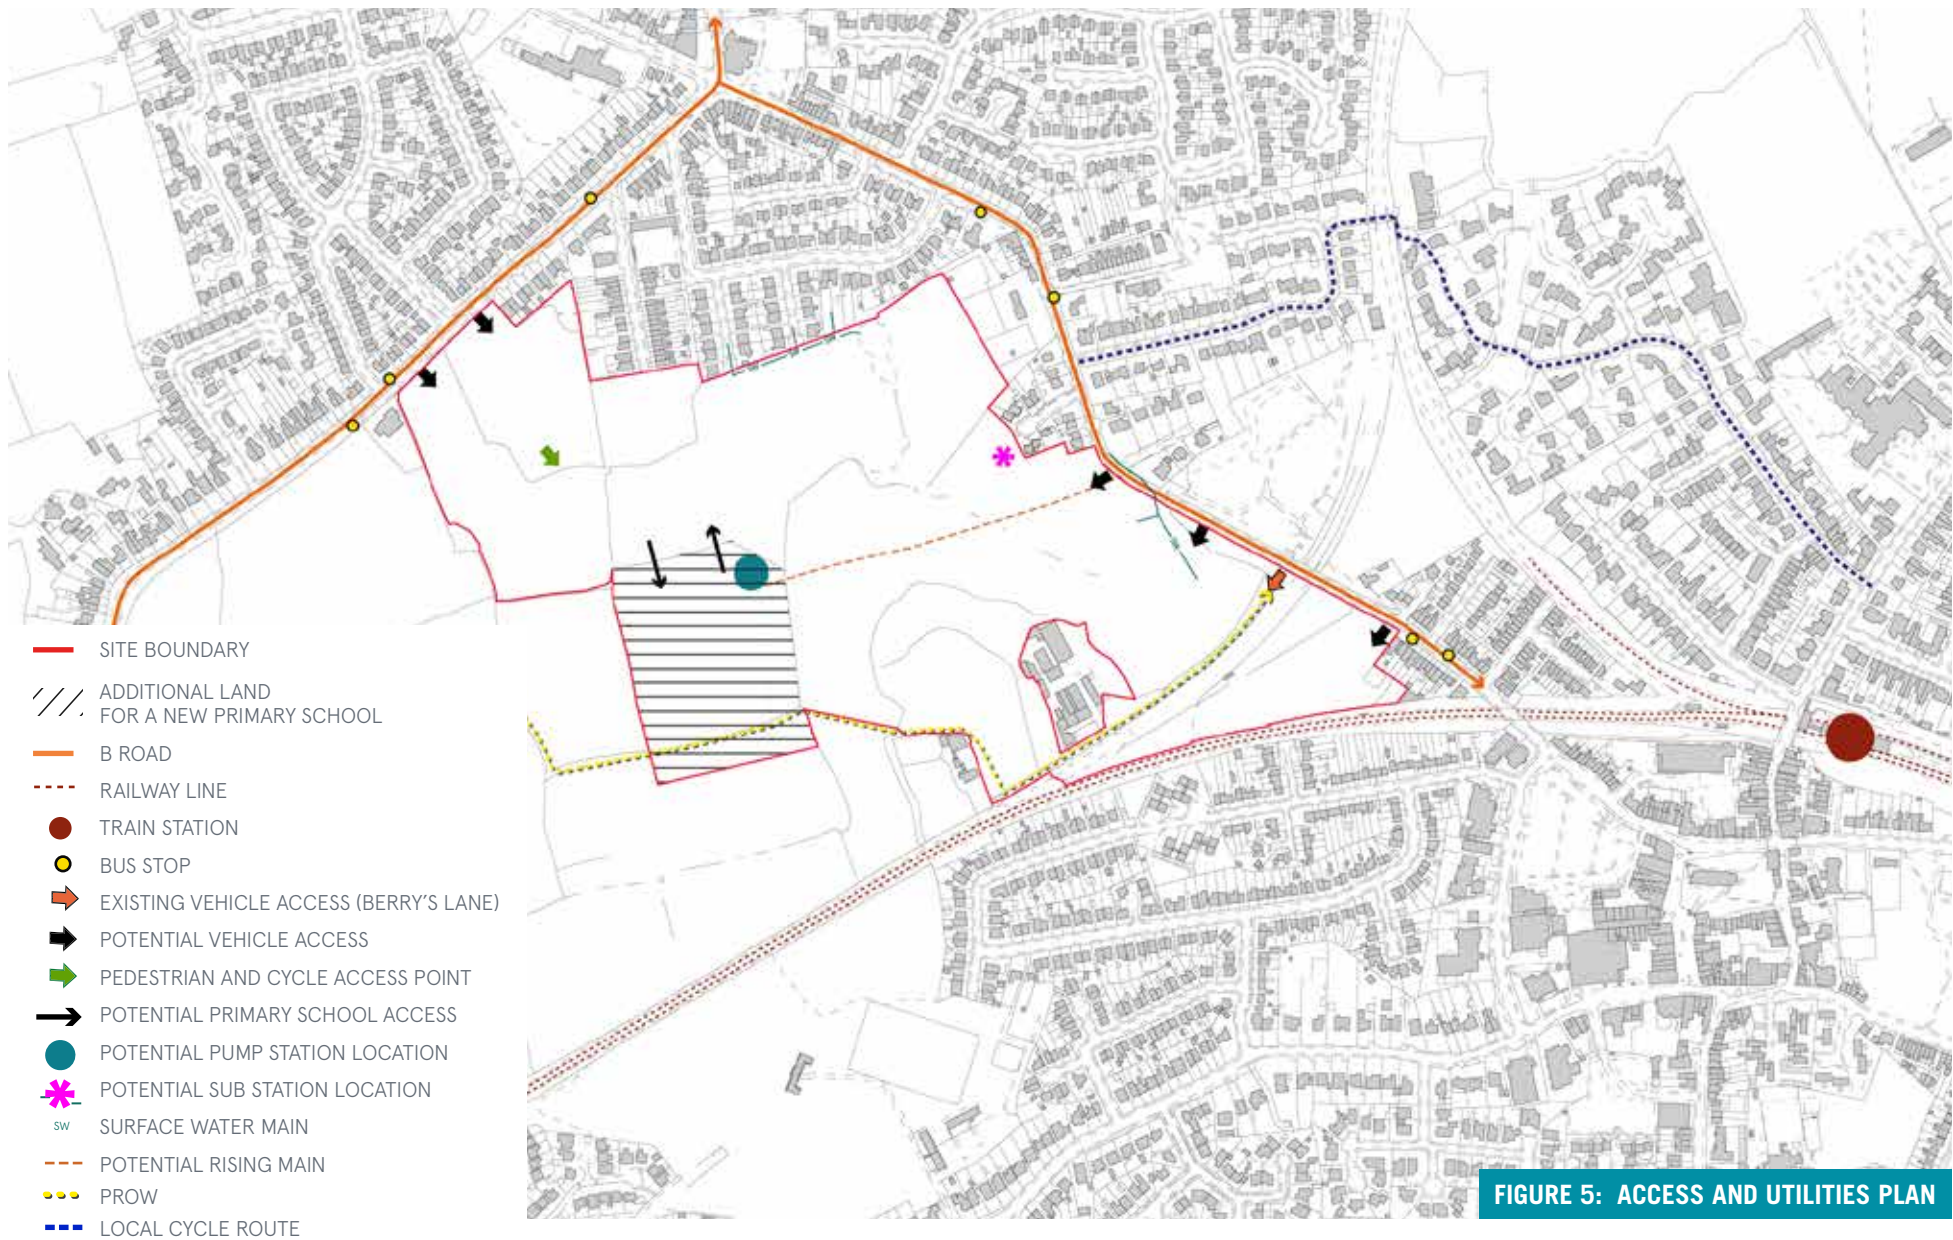 SITE BOUNDARY
ADDITIONAL LAND
FOR A NEW PRIMARY SCHOOL
B ROAD
RAILWAY LINE
TRAIN STATION
BUS STOP
EXISTING VEHICLE ACCESS (BERRY'S LANE)
POTENTIAL VEHICLE ACCESS
PEDESTRIAN AND CYCLE ACCESS POINT
POTENTIAL PRIMARY SCHOOL ACCESS
POTENTIAL PUMP STATION LOCATION
POTENTIAL SUB STATION LOCATION
SW SURFACE WATER MAIN
POTENTIAL RISING MAIN
PROW
LOCAL CYCLE ROUTE
FIGURE 5: ACCESS AND UTILITIES PLAN